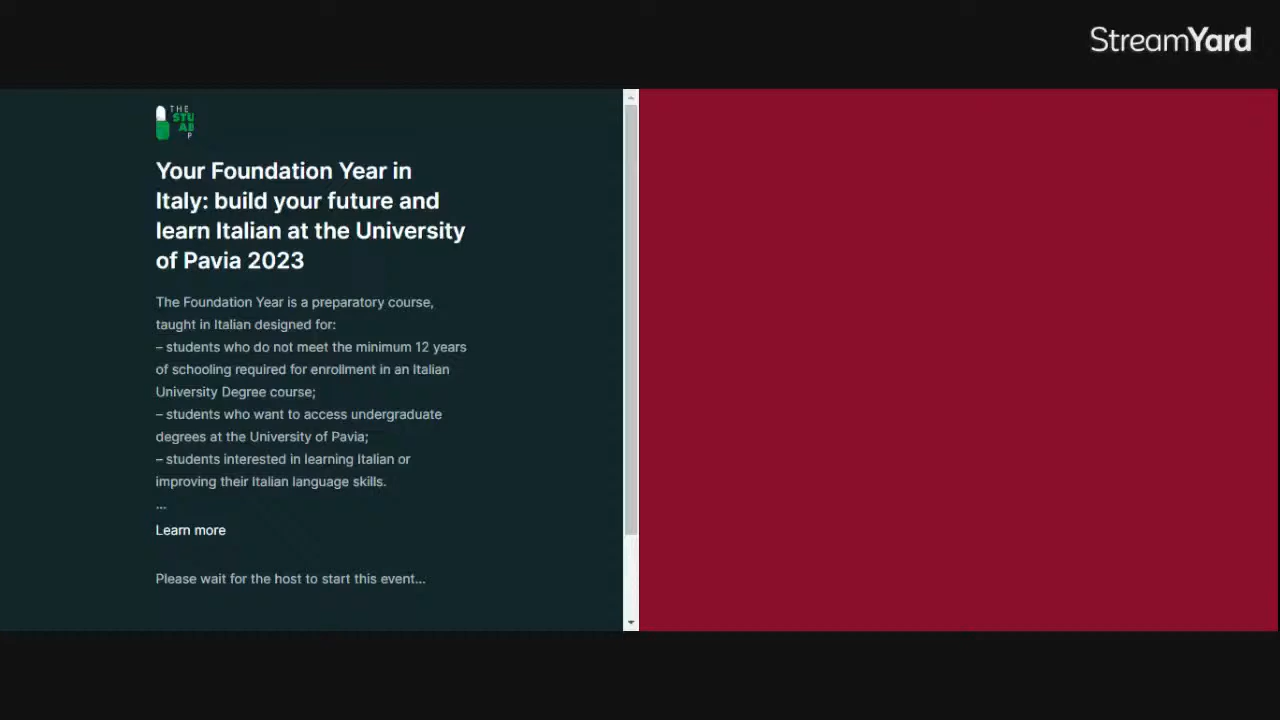 StreamYard
THE
STU
AB
P
Your Foundation Year in
Italy: build your future and
learn Italian at the University
of Pavia 2023
The Foundation Year is a preparatory course,
taught in Italian designed for:
– students who do not meet the minimum 12 years
of schooling required for enrollment in an Italian
University Degree course;
– students who want to access undergraduate
degrees at the University of Pavia;
– students interested in learning Italian or
improving their Italian language skills.
...
Learn more
Please wait for the host to start this event...